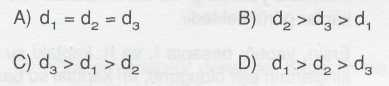 A) d₁ = d₂ = d₃ B) d₂ > d₃ > d₁
C) d₃ > d₁ > d₂ D) d₁ > d₂ > d₃